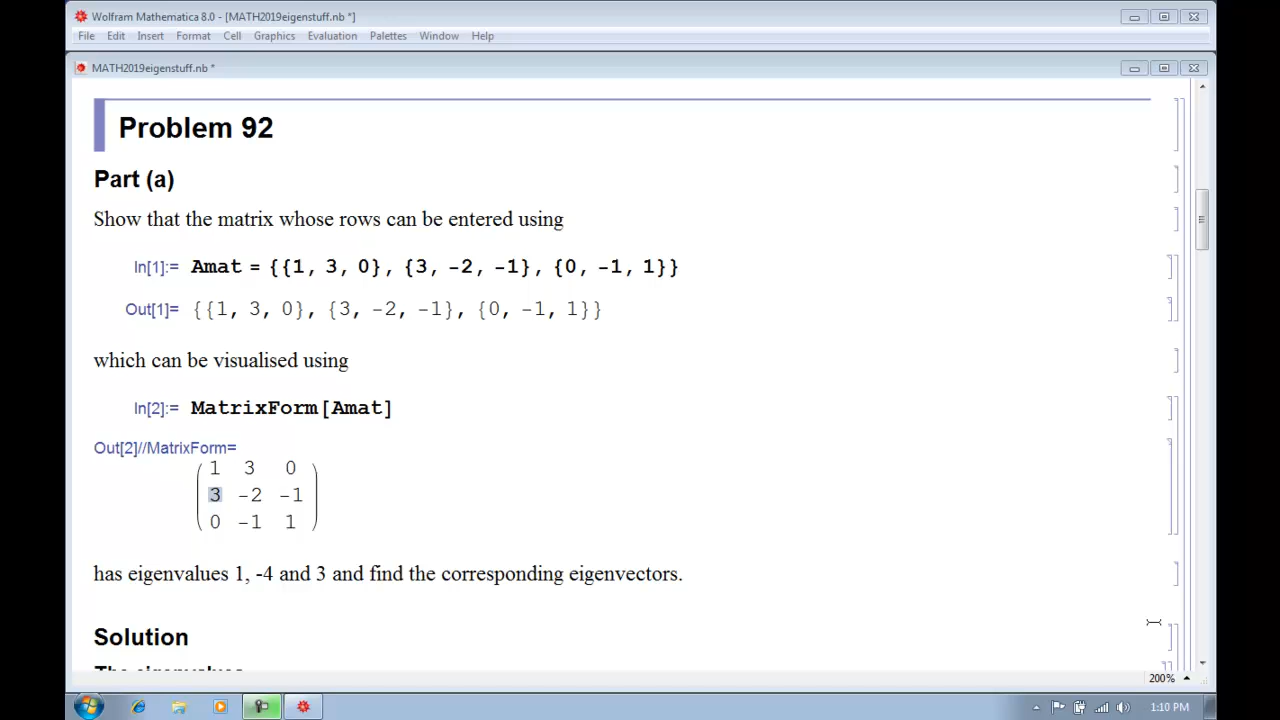 Wolfram Mathematica 8.0 - [MATH2019eigenstuff.nb *]
File Edit Insert Format Cell Graphics Evaluation Palettes Window Help
MATH2019eigenstuff.nb *
Problem 92
Part (a)
Show that the matrix whose rows can be entered using
In[1]:= Amat = {{1, 3, 0}, {3, -2, -1}, {0, -1, 1}}
Out[1]= {{1, 3, 0}, {3, -2, -1}, {0, -1, 1}}
which can be visualised using
In[2]:= MatrixForm[Amat]
Out[2]//MatrixForm=
1 3 0
3 -2 -1
0 -1 1
has eigenvalues 1, -4 and 3 and find the corresponding eigenvectors.
Solution
The eigenvalues
200%
1:10 PM